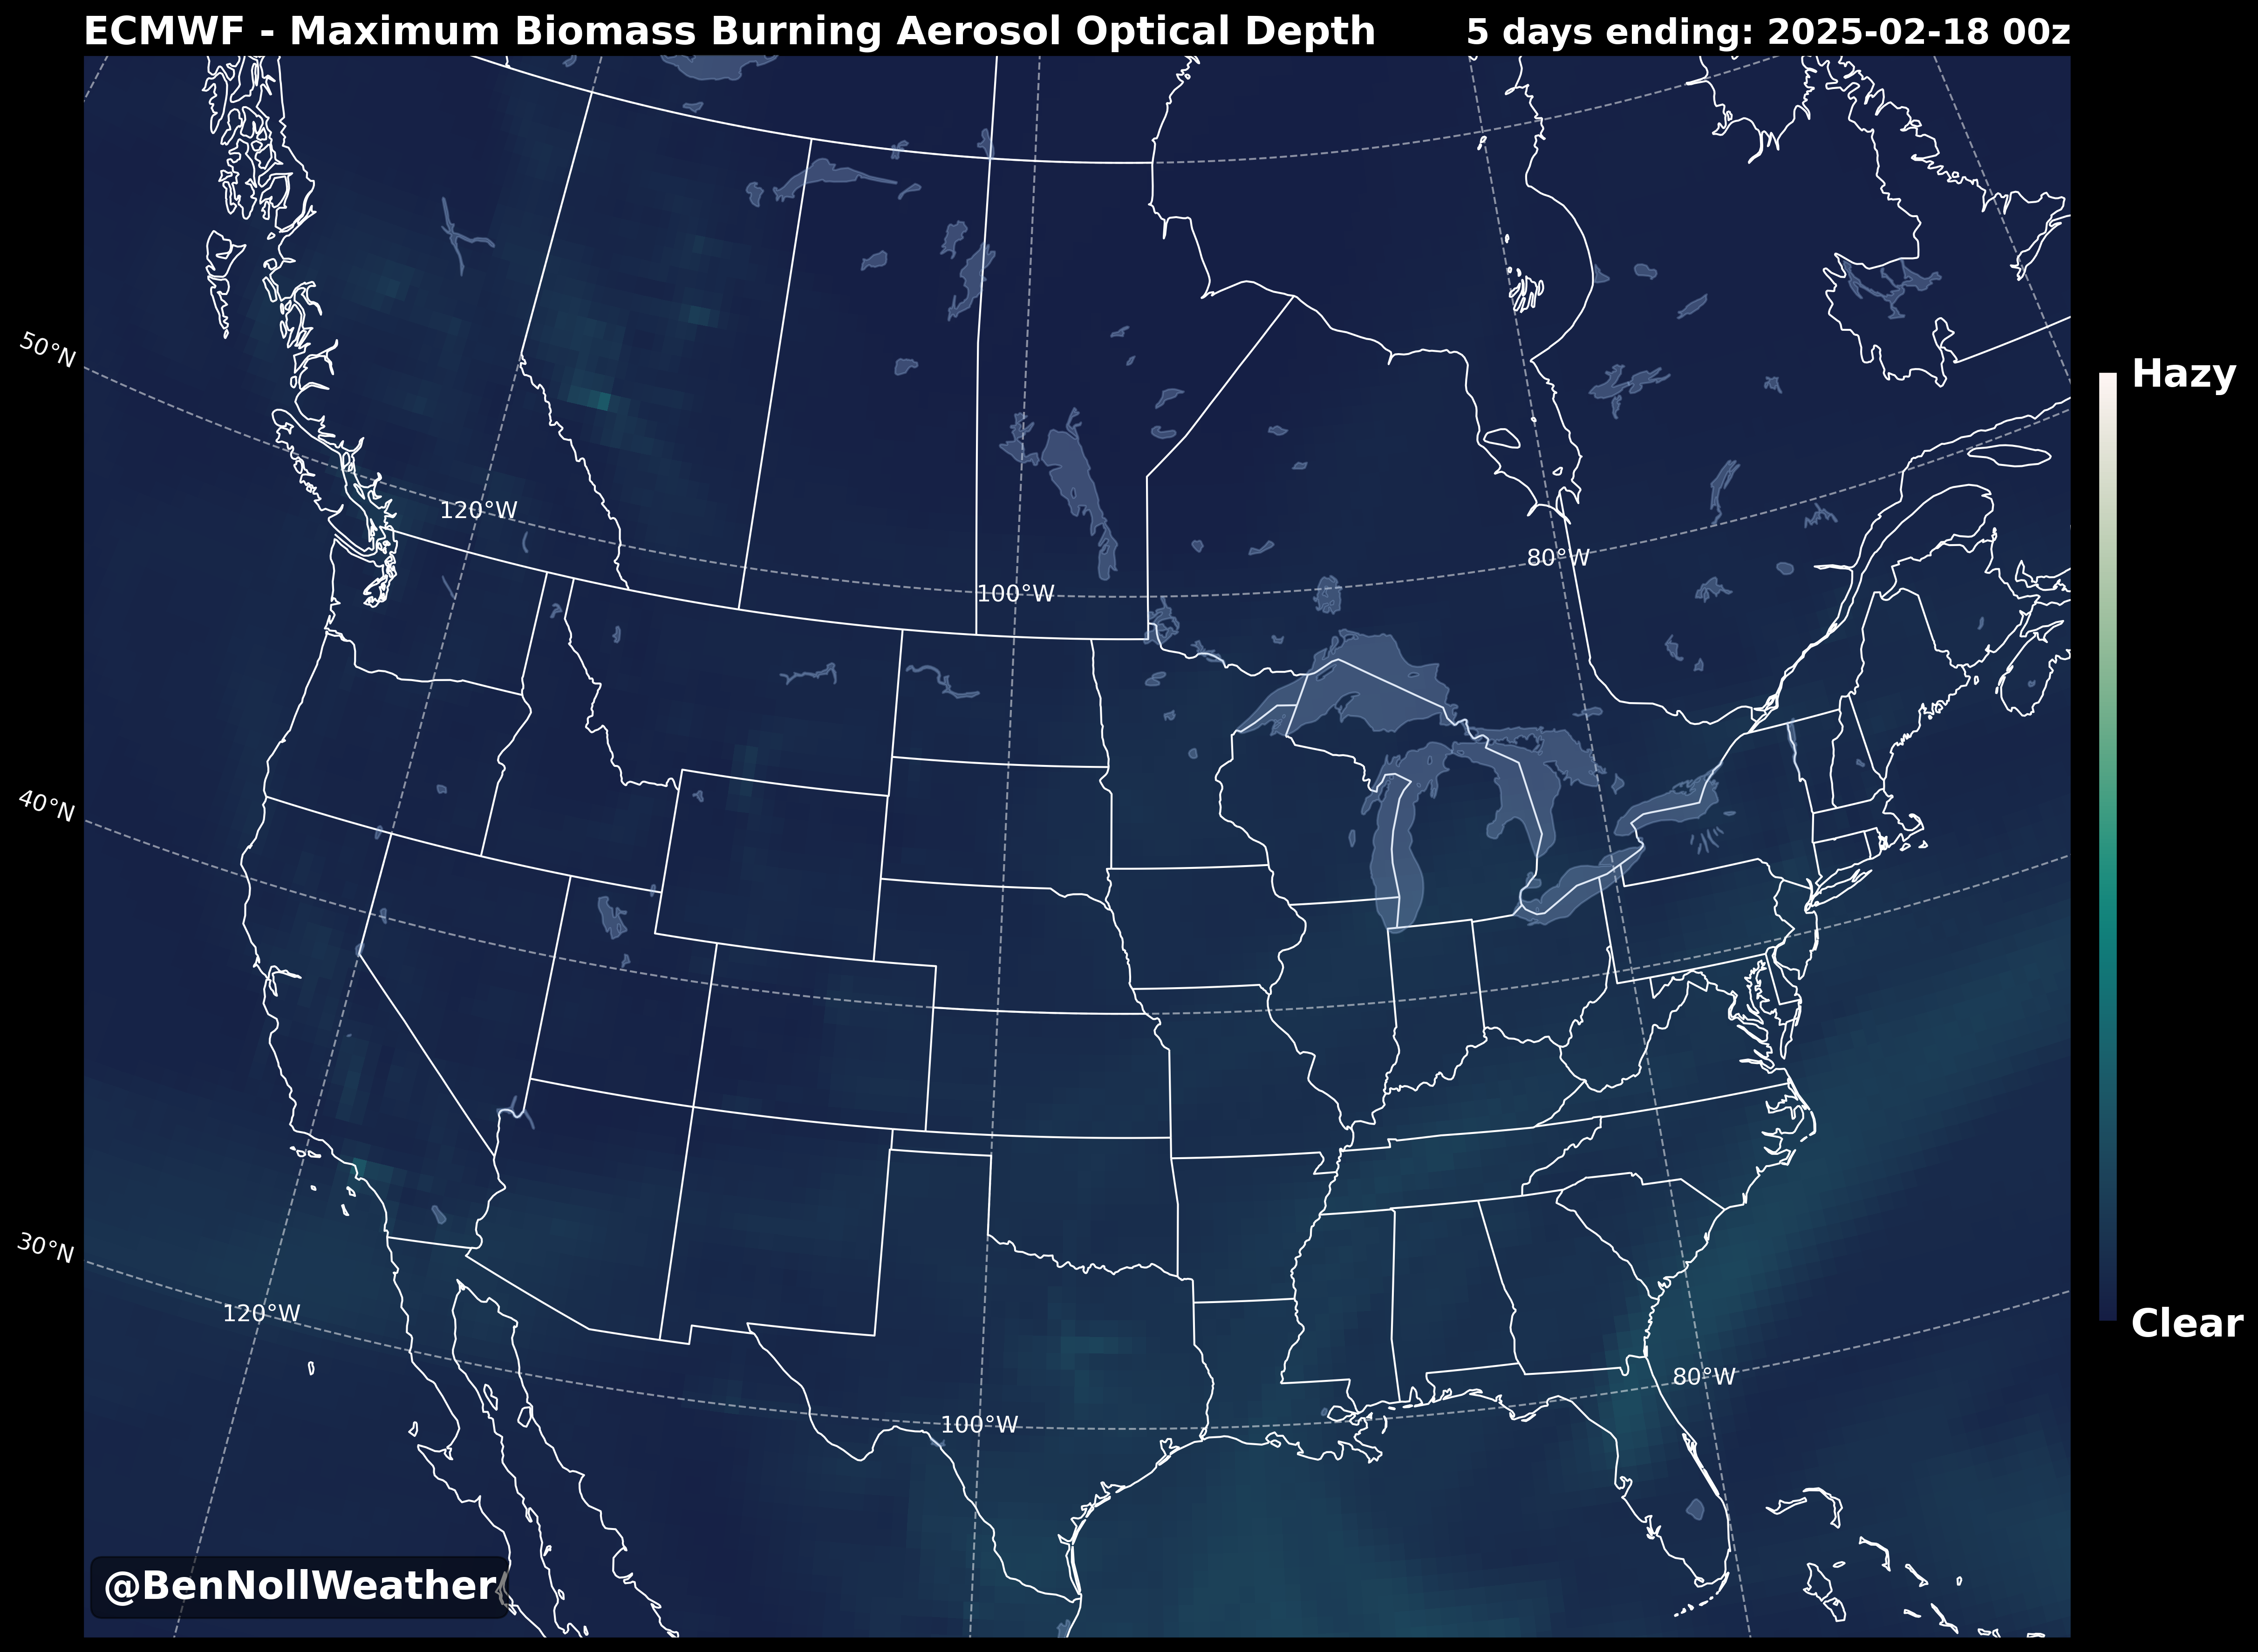 ECMWF - Maximum Biomass Burning Aerosol Optical Depth
5 days ending: 2025-02-18 00z
50°N
Hazy
120°W
80°W
100°W
40°N
30°N
120°W
Clear
80°W
100°W
@BenNollWeather